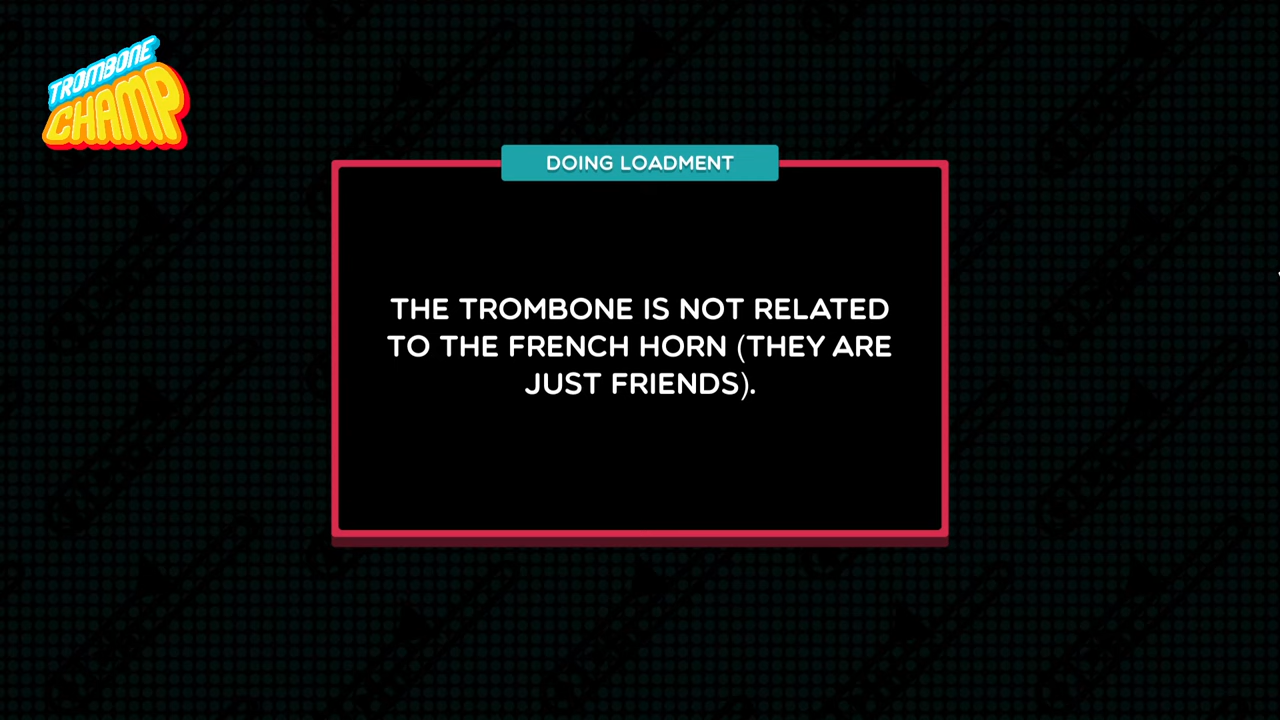 TROMBONE
CHAMP
DOING LOADMENT
THE TROMBONE IS NOT RELATED
TO THE FRENCH HORN (THEY ARE
JUST FRIENDS).